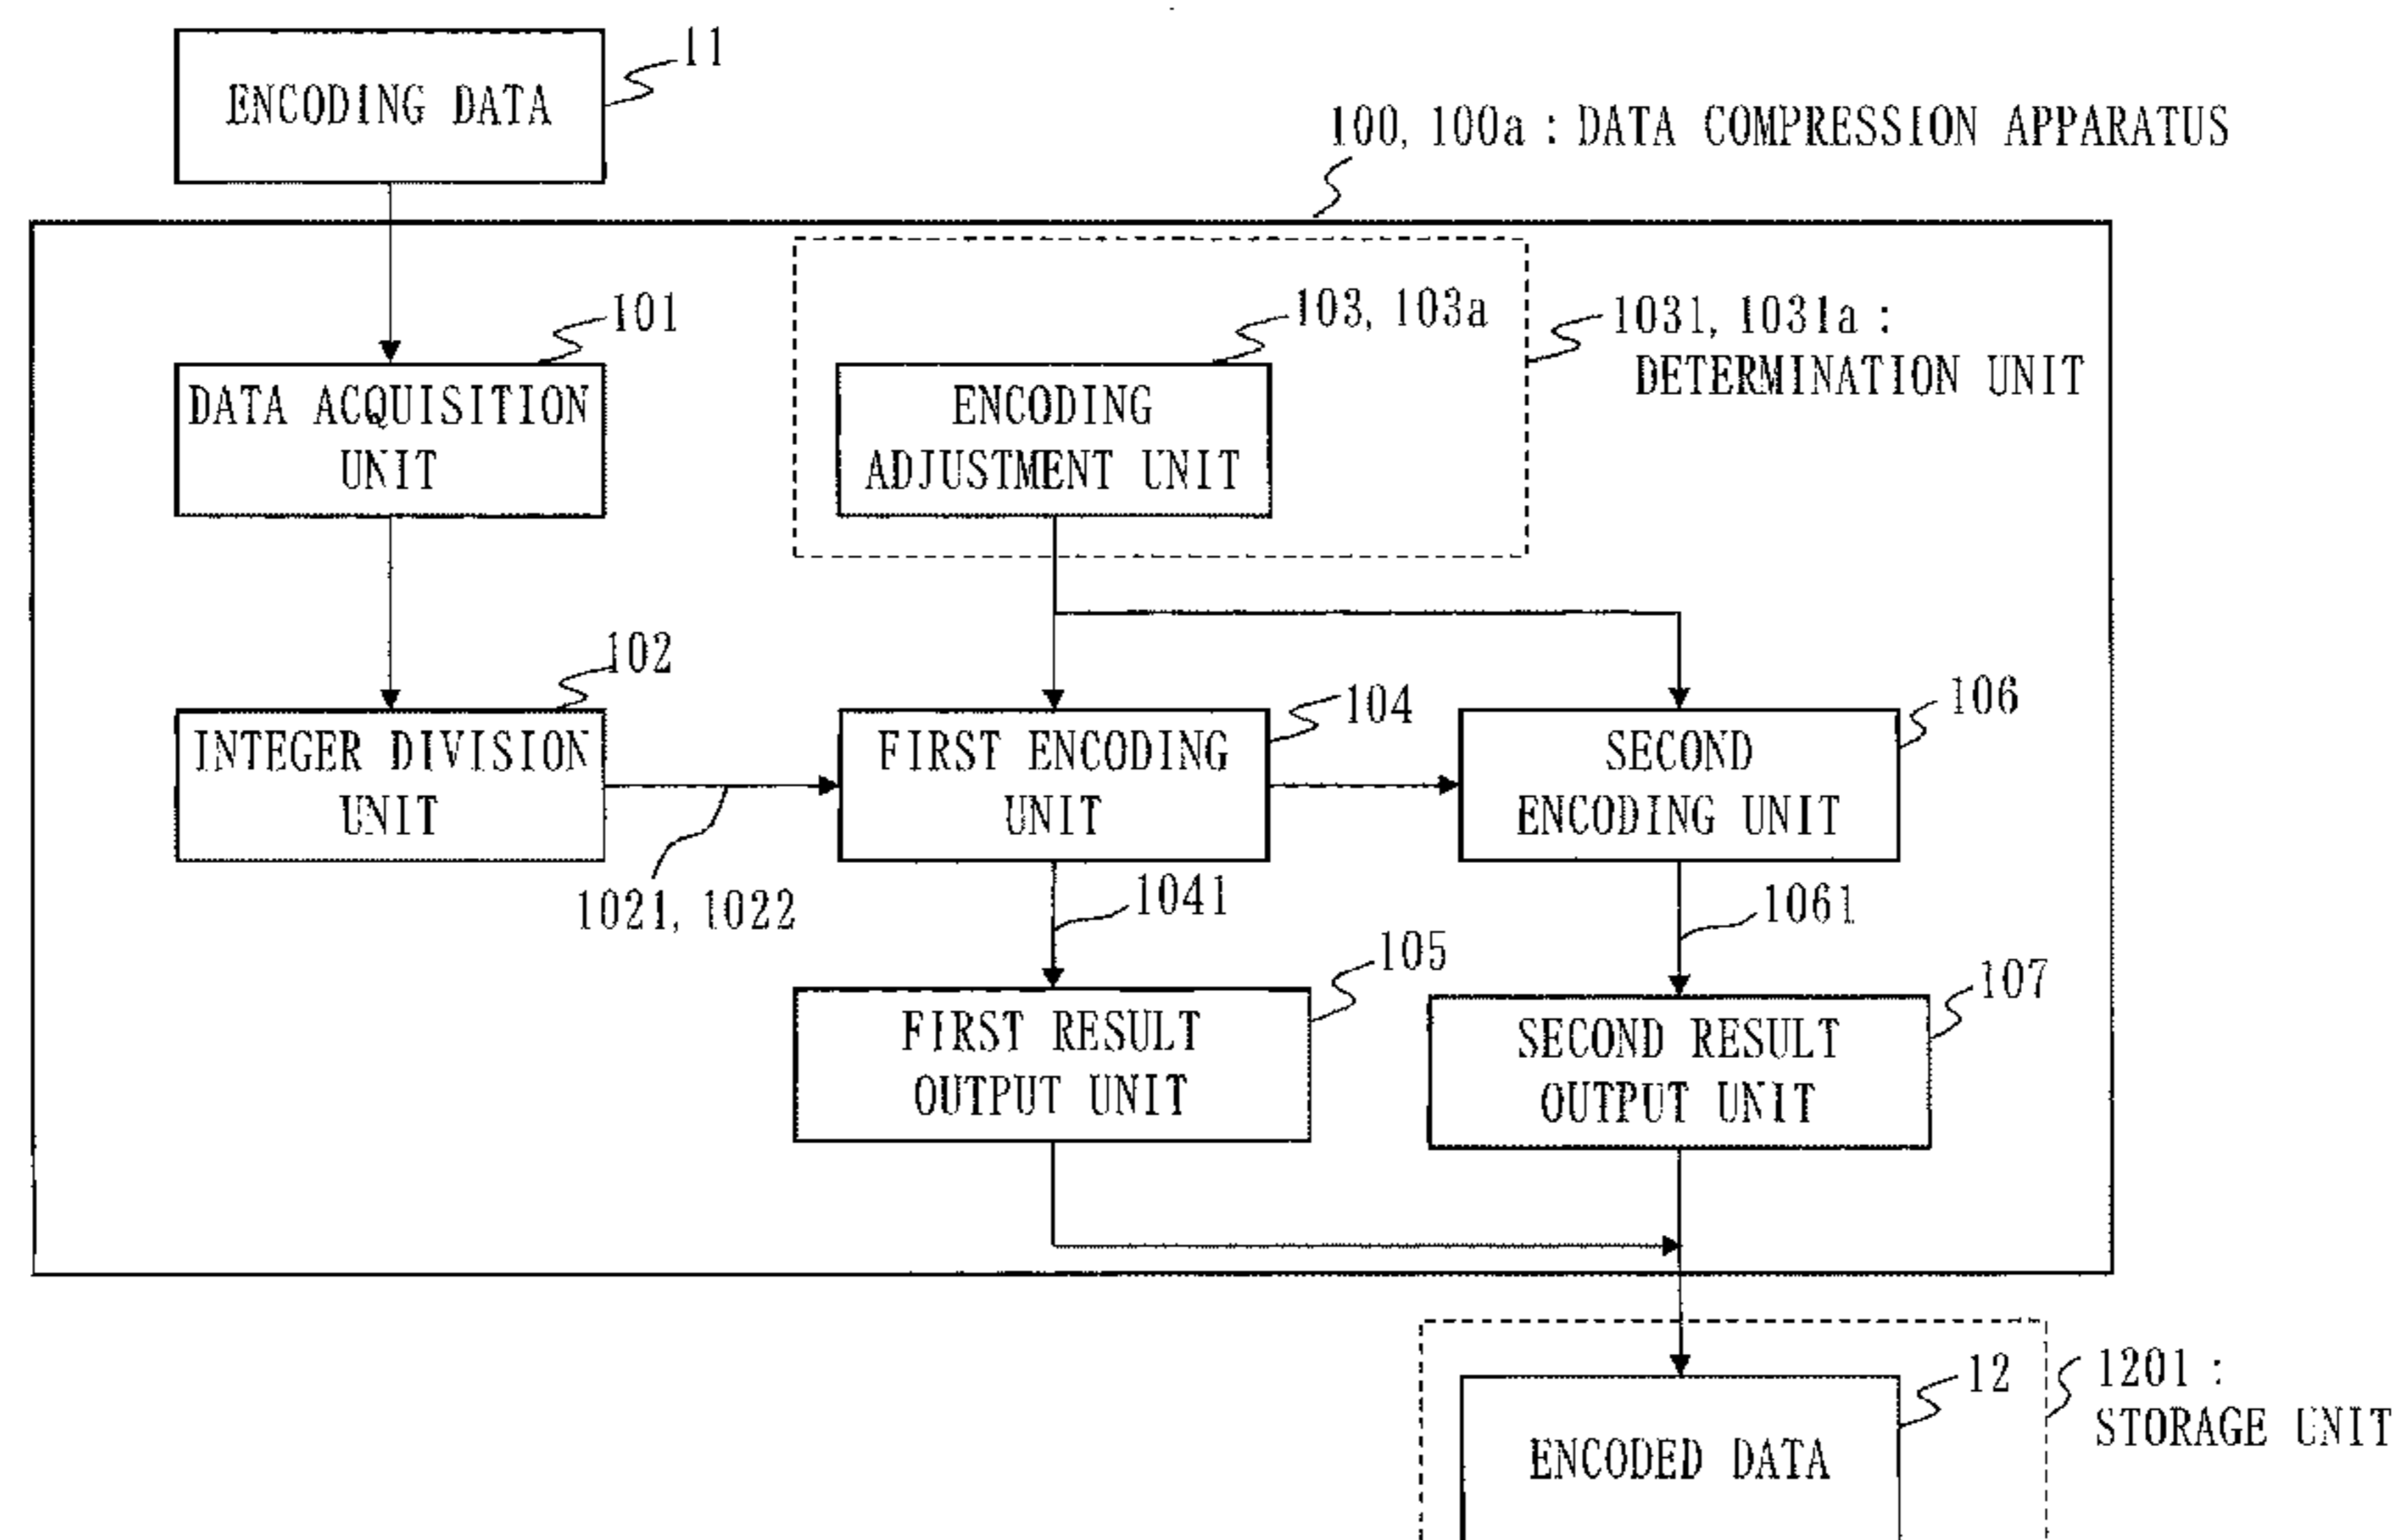 11
ENCODING DATA
100, 100a : DATA COMPRESSION APPARATUS
101
103, 103a
1031, 1031a :
DETERMINATION UNIT
DATA ACQUISITION
UNIT
ENCODING
ADJUSTMENT UNIT
102
104
106
INTEGER DIVISION
UNIT
FIRST ENCODING
UNIT
SECOND
ENCODING UNIT
1021, 1022
1041
1061
105
107
FIRST RESULT
OUTPUT UNIT
SECOND RESULT
OUTPUT UNIT
12
1201 :
STORAGE UNIT
ENCODED DATA